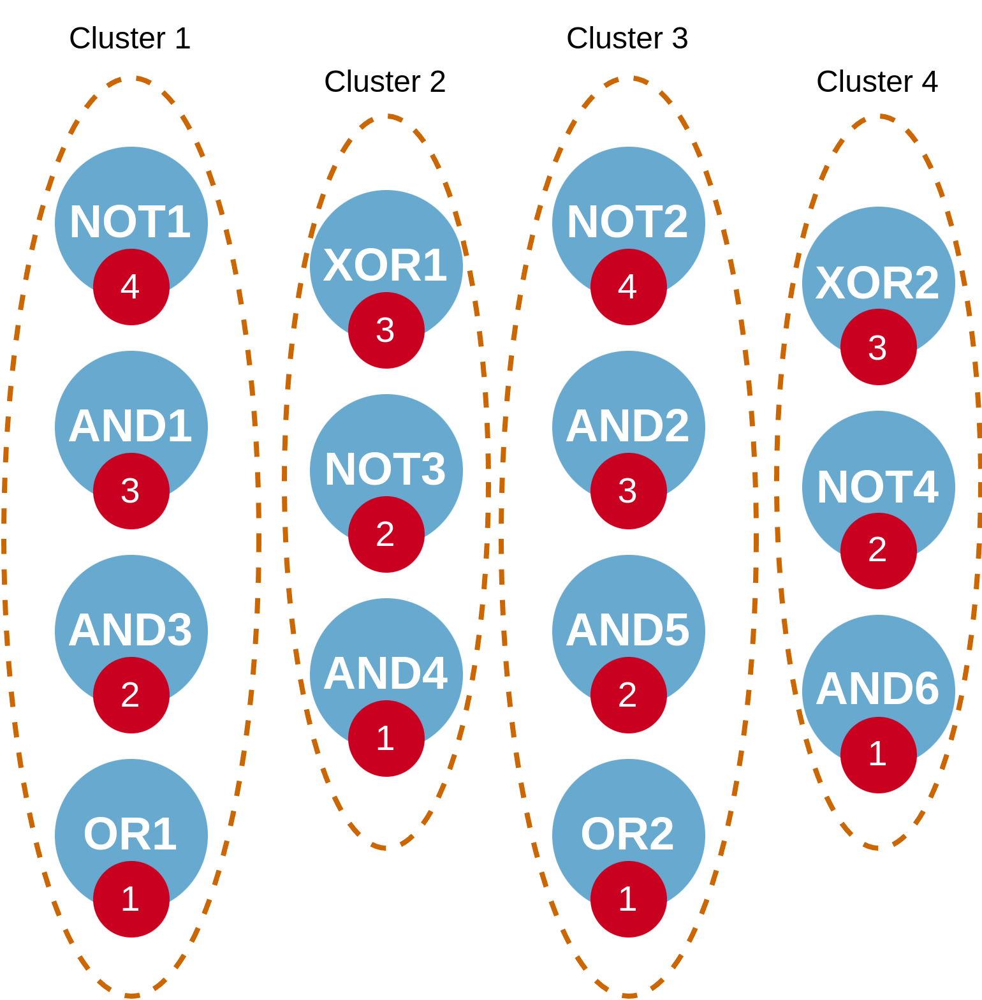 Cluster 1
NOT1
4
AND1
3
AND3
2
OR1
1
Cluster 2
XOR1
3
NOT3
2
AND4
1
Cluster 3
NOT2
4
AND2
3
AND5
2
OR2
1
Cluster 4
XOR2
3
NOT4
2
AND6
1